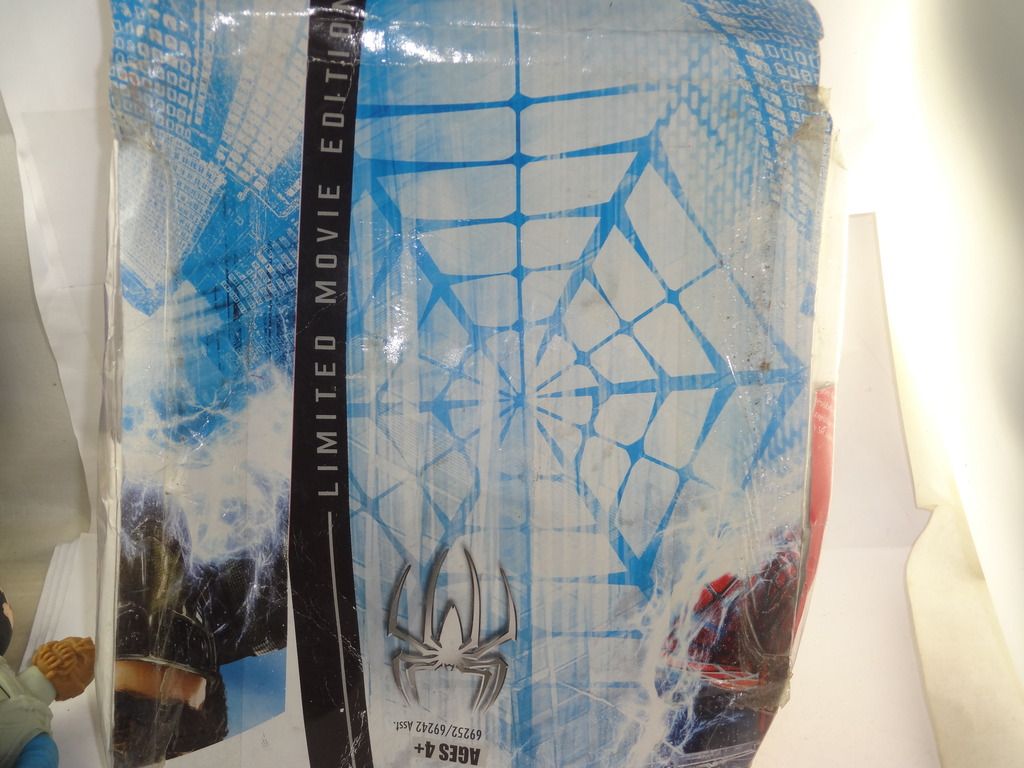 LIMITED MOVIE EDITION
AGES 4+
69252/69242 ASST.